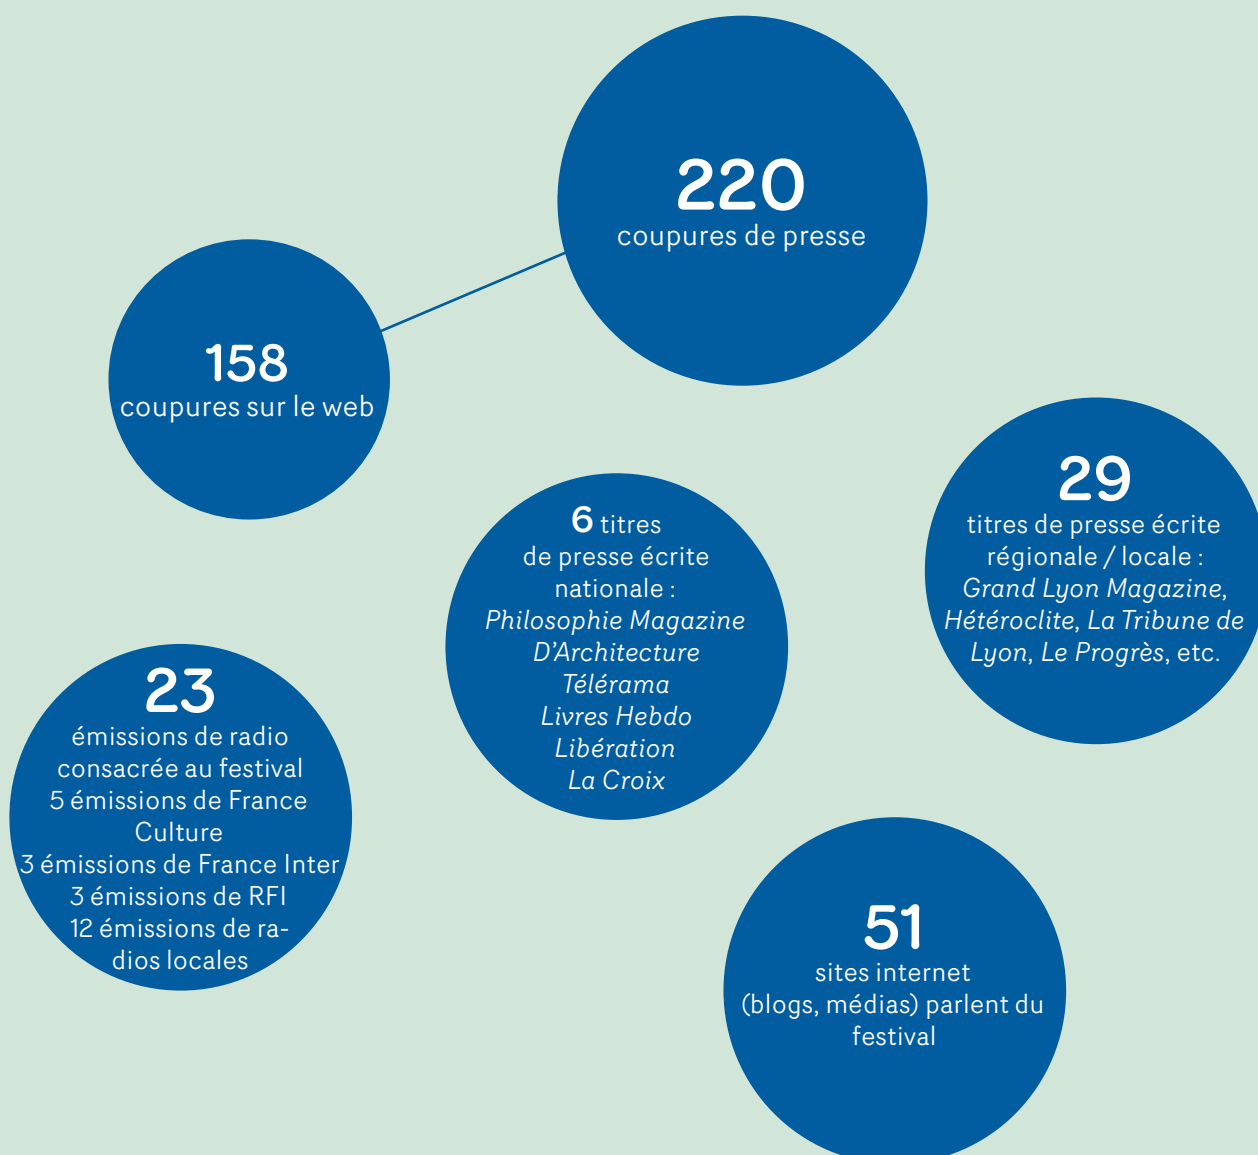 220
coupures de presse
158
coupures sur le web
29
titres de presse écrite
régionale / locale :
Grand Lyon Magazine,
Hétéroclite, La Tribune de
Lyon, Le Progrès, etc.
6 titres
de presse écrite
nationale :
Philosophie Magazine
D’Architecture
Télérama
Livres Hebdo
Libération
La Croix
23
émissions de radio
consacrée au festival
5 émissions de France
Culture
3 émissions de France Inter
3 émissions de RFI
12 émissions de ra-
dios locales
51
sites internet
(blogs, médias) parlent du
festival